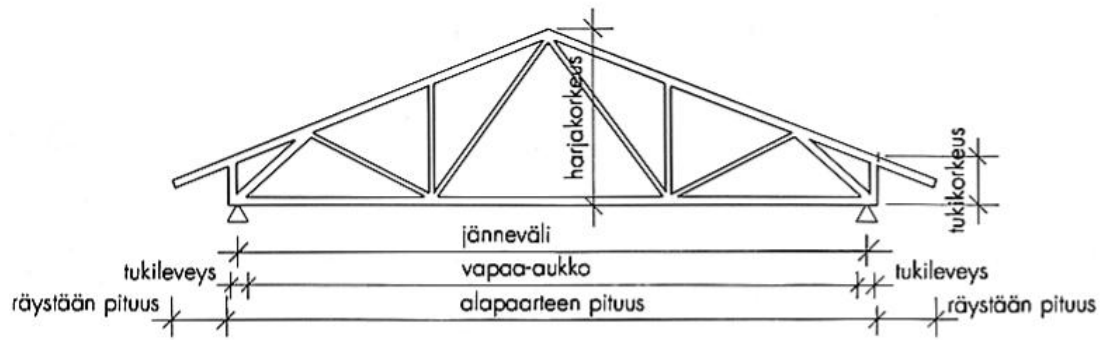 harjakorkeus
tukikorkeus
jänneväli
tukileveys
vapaa-aukko
tukileveys
räystään pituus
alapaarteen pituus
räystään pituus